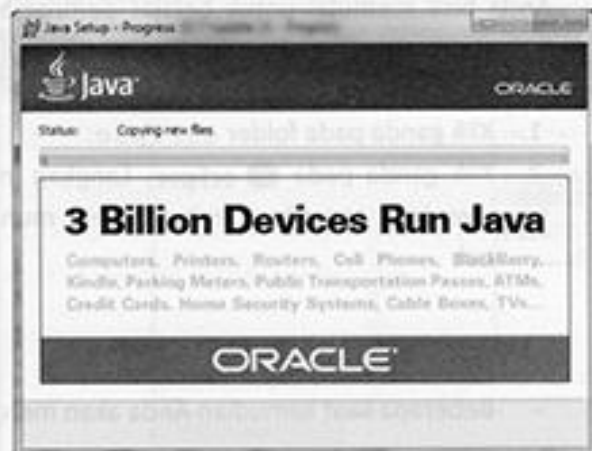 Java Setup - Progress
Java
ORACLE
Status: Copying new files
3 Billion Devices Run Java
Computers, Printers, Routers, Cell Phones, BlackBerry,
Kindle, Parking Meters, Public Transportation Passes, ATMs,
Credit Cards, Home Security Systems, Cable Boxes, TVs...
ORACLE